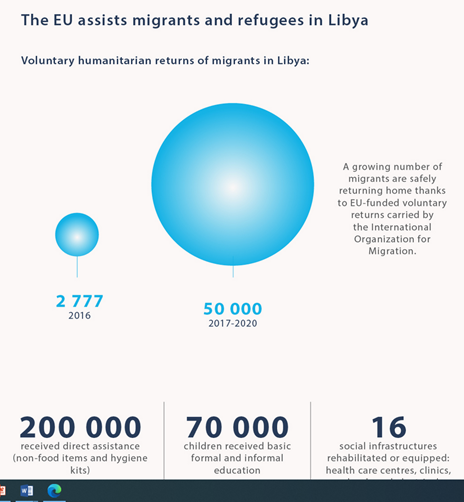 The EU assists migrants and refugees in Libya
Voluntary humanitarian returns of migrants in Libya:
A growing number of
migrants are safely
returning home thanks
to EU-funded voluntary
returns carried by
the International
Organization for
Migration.
2 777
2016
50 000
2017-2020
200 000
received direct assistance
(non-food items and hygiene
kits)
70 000
children received basic
formal and informal
education
16
social infrastructures
rehabilitated or equipped:
health care centres, clinics,